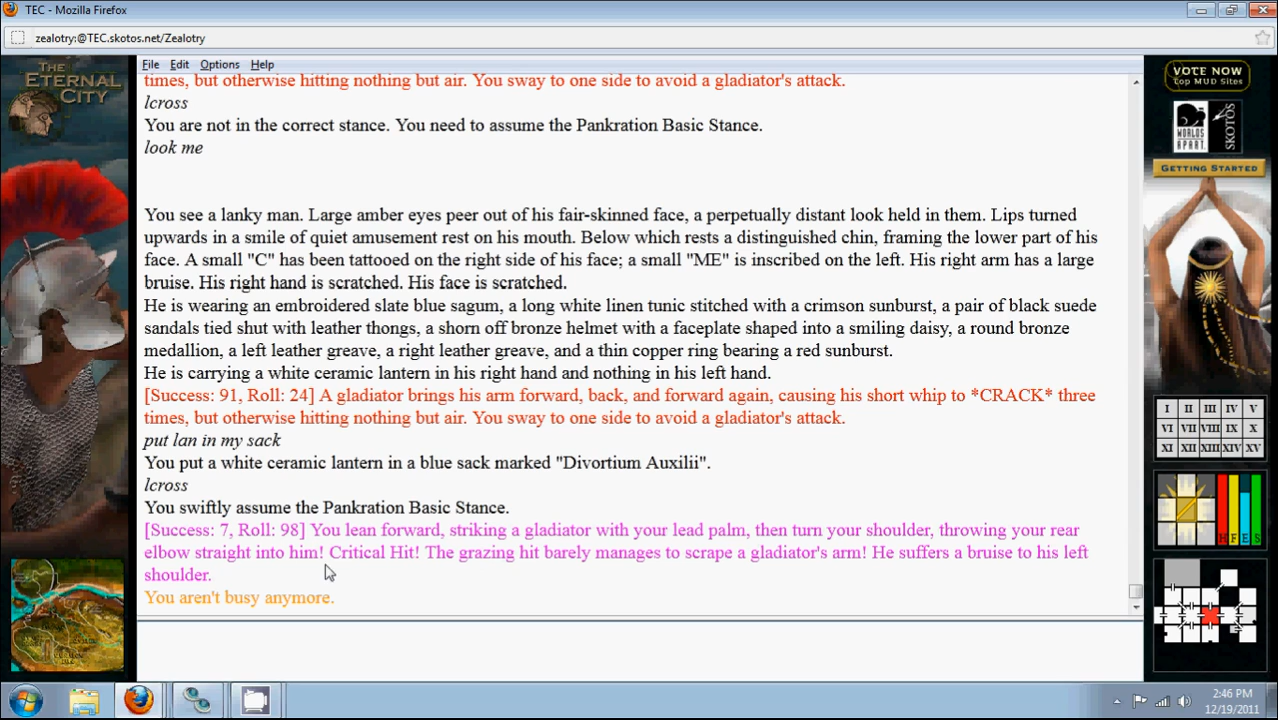 TEC - Mozilla Firefox
zealotry:@TEC.skotos.net/Zealotry
THE
ETERNAL
CITY
File Edit Options Help
times, but otherwise hitting nothing but air. You sway to one side to avoid a gladiator's attack.
lcross
You are not in the correct stance. You need to assume the Pankration Basic Stance.
look me
You see a lanky man. Large amber eyes peer out of his fair-skinned face, a perpetually distant look held in them. Lips turned
upwards in a smile of quiet amusement rest on his mouth. Below which rests a distinguished chin, framing the lower part of his
face. A small "C" has been tattooed on the right side of his face; a small "ME" is inscribed on the left. His right arm has a large
bruise. His right hand is scratched. His face is scratched.
He is wearing an embroidered slate blue sagum, a long white linen tunic stitched with a crimson sunburst, a pair of black suede
sandals tied shut with leather thongs, a shorn off bronze helmet with a faceplate shaped into a smiling daisy, a round bronze
medallion, a left leather greave, a right leather greave, and a thin copper ring bearing a red sunburst.
He is carrying a white ceramic lantern in his right hand and nothing in his left hand.
[Success: 91, Roll: 24] A gladiator brings his arm forward, back, and forward again, causing his short whip to *CRACK* three
times, but otherwise hitting nothing but air. You sway to one side to avoid a gladiator's attack.
put lan in my sack
You put a white ceramic lantern in a blue sack marked "Divortium Auxilii".
lcross
You swiftly assume the Pankration Basic Stance.
[Success: 7, Roll: 98] You lean forward, striking a gladiator with your lead palm, then turn your shoulder, throwing your rear
elbow straight into him! Critical Hit! The grazing hit barely manages to scrape a gladiator's arm! He suffers a bruise to his left
shoulder.
You aren't busy anymore.
VOTE NOW
Top MUD Sites
WORLDS
APART.
SKOTOS
GETTING STARTED
I II III IV V
VI VII VIII IX X
XI XII XIII XIV XV
H F E S
2:46 PM
12/19/2011